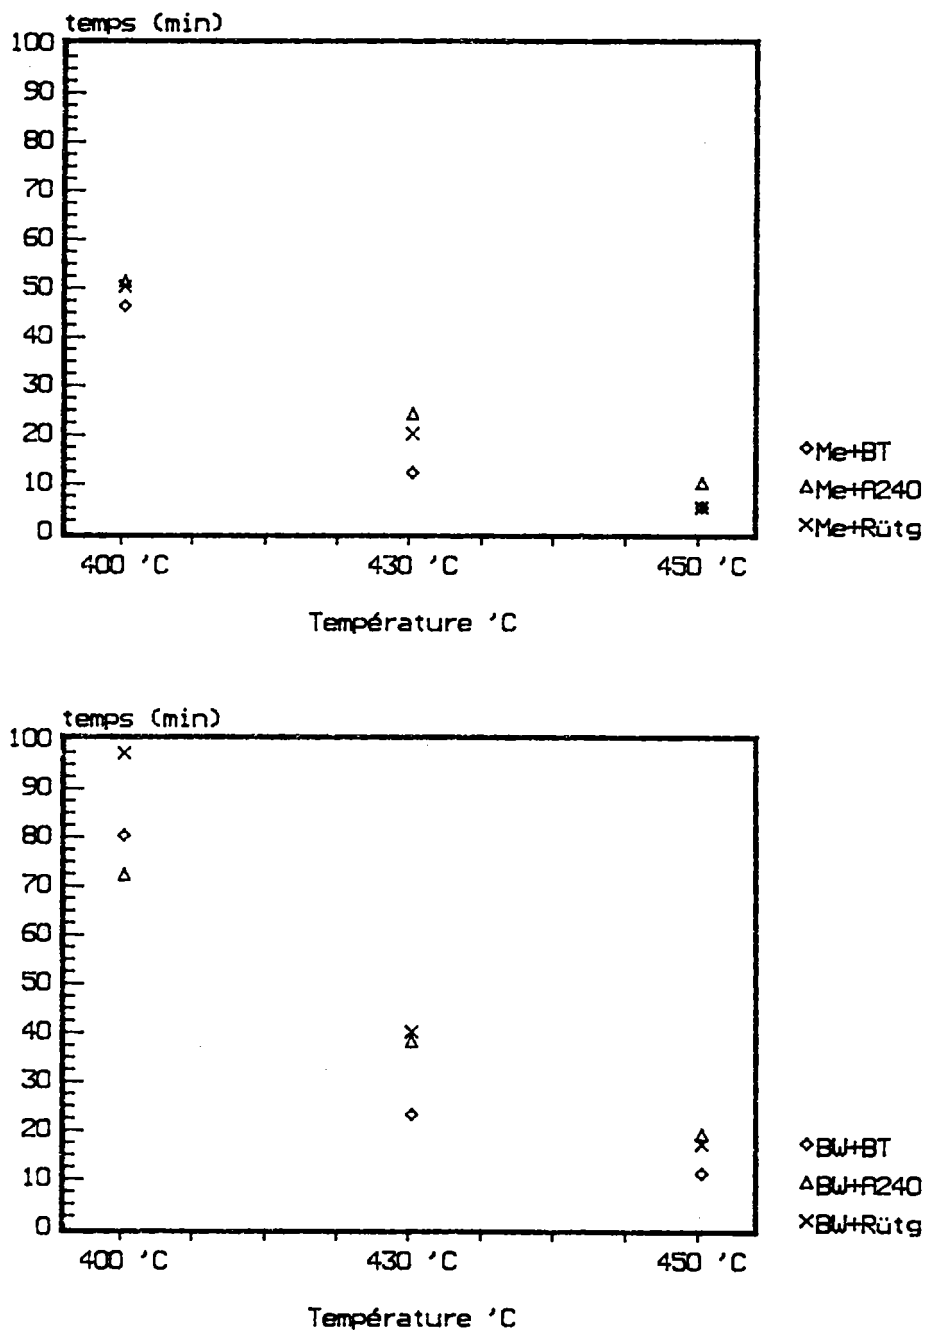 temps (min)
100
90
80
70
60
50
40
30
20
10
0
400 'C 430 'C 450 'C
Température 'C
◇Me+BT
△Me+A240
×Me+Rütg
temps (min)
100
90
80
70
60
50
40
30
20
10
0
400 'C 430 'C 450 'C
Température 'C
◇BW+BT
△BW+A240
×BW+Rütg